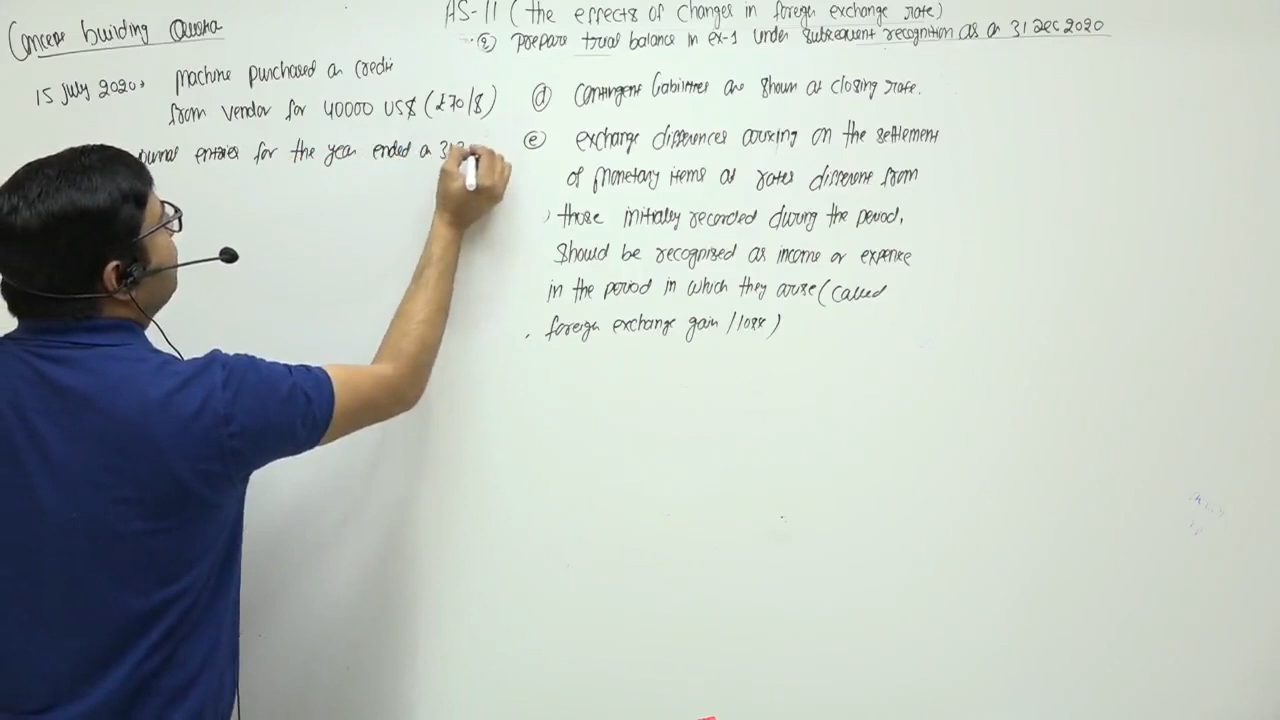 AS-11 (the effects of changes in foreign exchange rate)
Q) prepare trial balance in ex-1 under subsequent recognition as on 31 Dec 2020
Concept building
15 July 2020, machine purchased on credit
from vendor for 40000 US$ (₹70/$)
entries for the year ended on 31
(d) Contingent liabilities are shown at closing rate.
(e) exchange differences arising on the settlement
of monetary items at rates different from
those initially recorded during the period,
should be recognised as income or expense
in the period in which they arise (called
foreign exchange gain / loss)